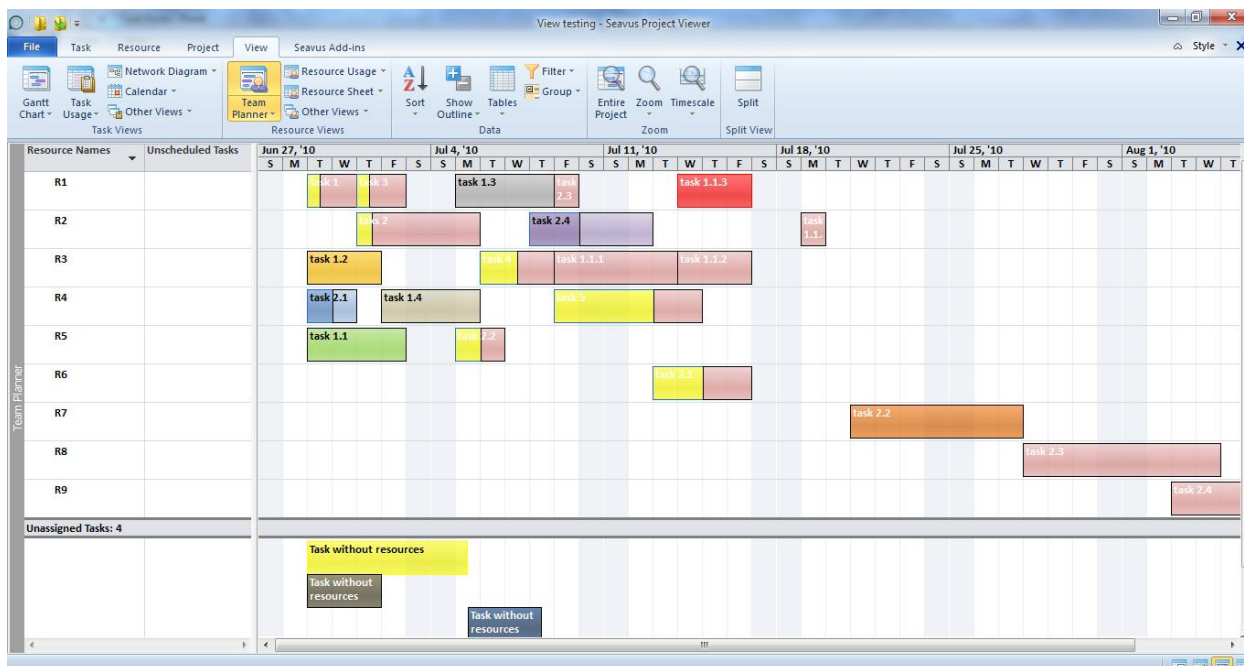 View testing - Seavus Project Viewer
File Task Resource Project View Seavus Add-ins Style
Gantt Chart
Task Usage
Network Diagram
Calendar
Other Views
Task Views
Team Planner
Resource Usage
Resource Sheet
Other Views
Resource Views
Sort
Show Outline
Tables
Filter
Group
Data
Entire Project
Zoom
Timescale
Zoom
Split
Split View
Resource Names Unscheduled Tasks Jun 27, '10 Jul 4, '10 Jul 11, '10 Jul 18, '10 Jul 25, '10 Aug 1, '10
S M T W T F S S M T W T F S S M T W T F S S M T W T F S S M T W T F S S M T W T
R1 task 1 task 3 task 1.3 task 2.3 task 1.1.3
R2 task 2 task 2.4 task 1.1.
R3 task 1.2 task 4 task 1.1.1 task 1.1.2
R4 task 2.1 task 1.4 task 5
R5 task 1.1 task 2.2
R6 task 2.1
R7 task 2.2
R8 task 2.3
R9 task 2.4
Team Planner
Unassigned Tasks: 4
Task without resources
Task without
resources
Task without
resources